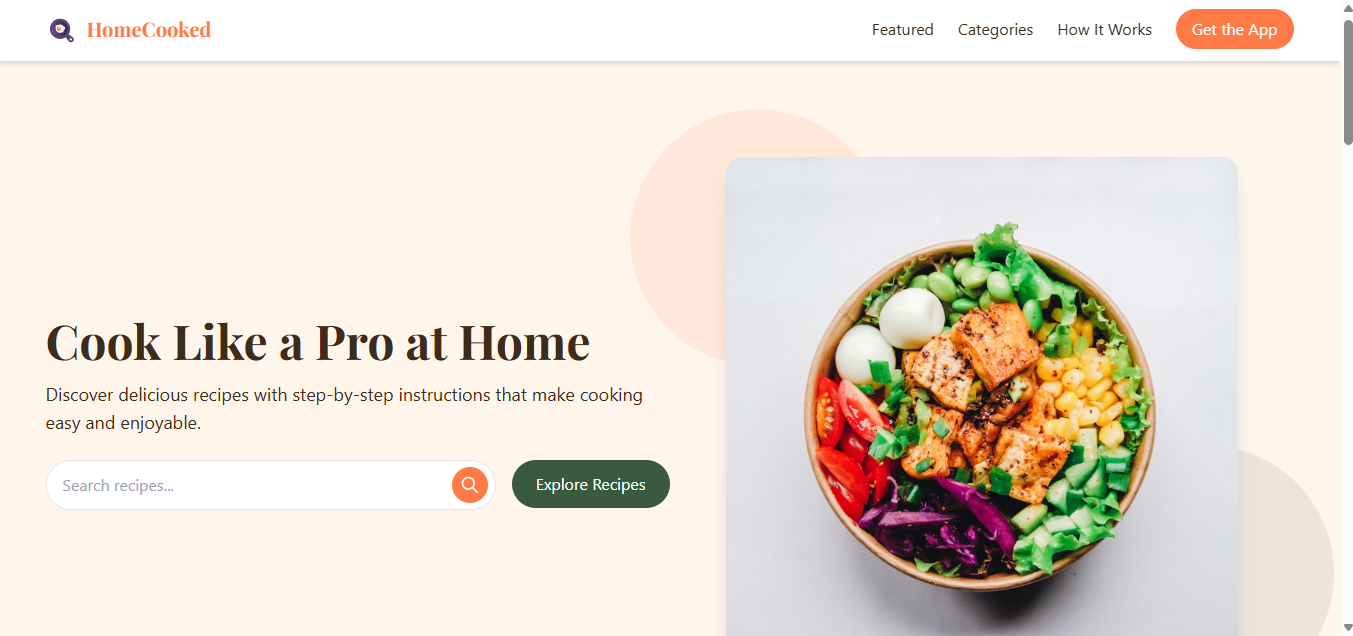 HomeCooked
Featured
Categories
How It Works
Get the App
Cook Like a Pro at Home
Discover delicious recipes with step-by-step instructions that make cooking
easy and enjoyable.
Search recipes...
Explore Recipes